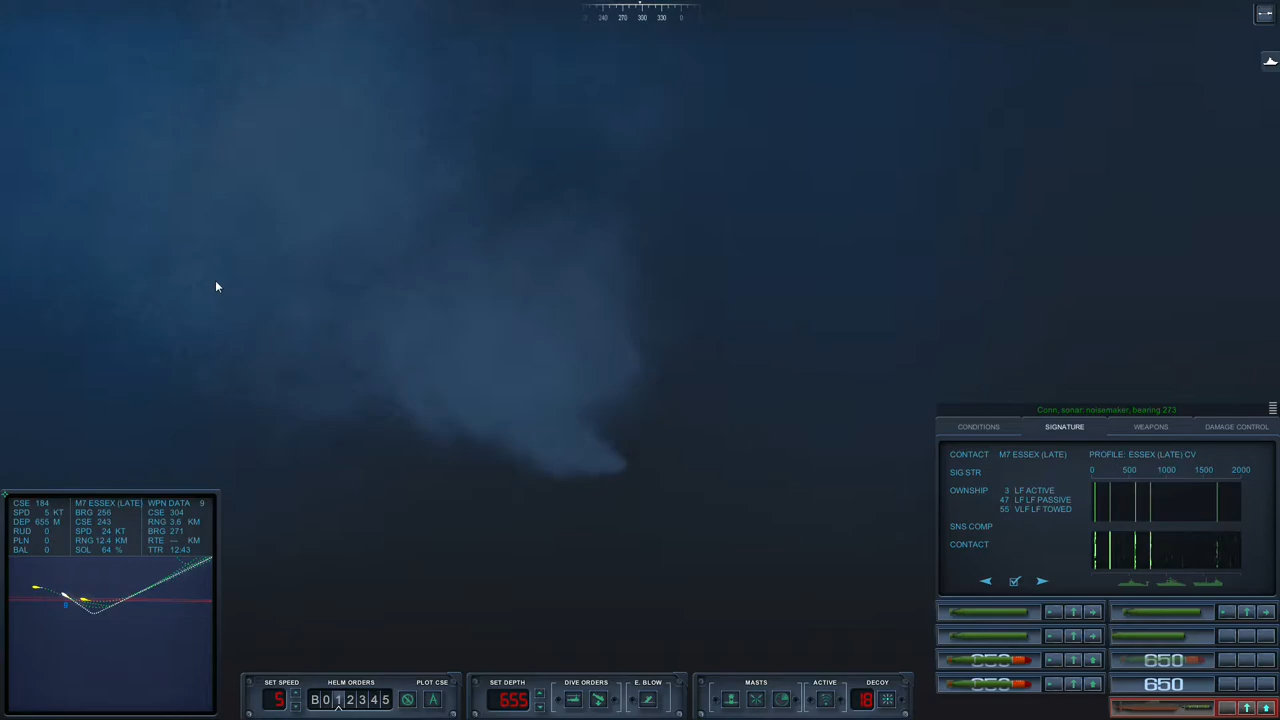 240 270 300 330 0
Conn, sonar: noisemaker, bearing 273
CONDITIONS SIGNATURE WEAPONS DAMAGE CONTROL
CONTACT M7 ESSEX (LATE) PROFILE: ESSEX (LATE) CV
SIG STR 0 500 1000 1500 2000
OWNSHIP 3 LF ACTIVE
47 LF LF PASSIVE
55 VLF LF TOWED
SNS COMP
CONTACT
CSE 184 M7 ESSEX (LATE) WPN DATA 9
SPD 5 KT BRG 256 CSE 304
DEP 655 M CSE 243 RNG 3.6 KM
RUD 0 SPD 24 KT BRG 271
PLN 0 RNG 12.4 KM RTE --- KM
BAL 0 SOL 64 % TTR 12.43
8
650 650
650 650
SET SPEED HELM ORDERS PLOT CSE SET DEPTH DIVE ORDERS E. BLOW MASTS ACTIVE DECOY
5 B 0 1 2 3 4 5 A 655 18